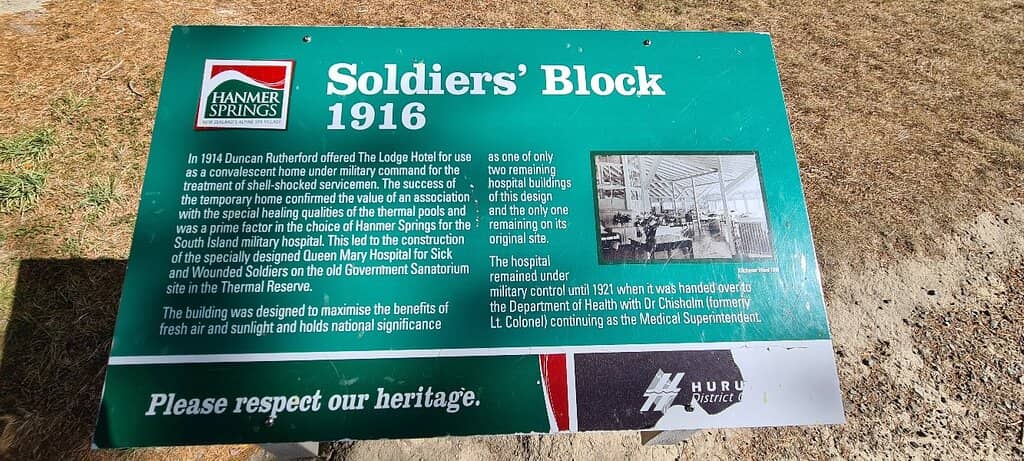 HANMER
SPRINGS
NEW ZEALAND'S ALPINE SPA VILLAGE
Soldiers' Block
1916
In 1914 Duncan Rutherford offered The Lodge Hotel for use
as a convalescent home under military command for the
treatment of shell-shocked servicemen. The success of
the temporary home confirmed the value of an association
with the special healing qualities of the thermal pools and
was a prime factor in the choice of Hanmer Springs for the
South Island military hospital. This led to the construction
of the specially designed Queen Mary Hospital for Sick
and Wounded Soldiers on the old Government Sanatorium
site in the Thermal Reserve.
The building was designed to maximise the benefits of
fresh air and sunlight and holds national significance
as one of only
two remaining
hospital buildings
of this design
and the only one
remaining on its
original site.
The hospital
remained under
military control until 1921 when it was handed over to
the Department of Health with Dr Chisholm (formerly
Lt. Colonel) continuing as the Medical Superintendent.
Kitchener Ward
Please respect our heritage.
HURU
District